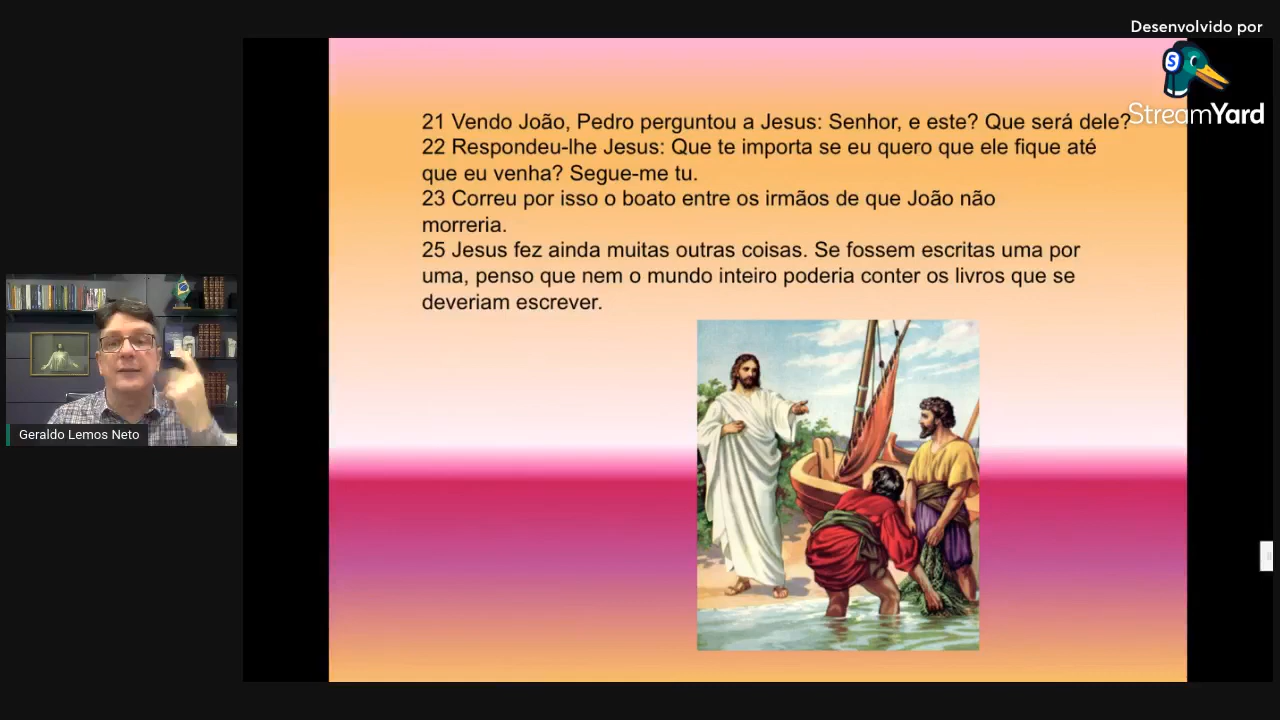 Desenvolvido por
StreamYard
21 Vendo João, Pedro perguntou a Jesus: Senhor, e este? Que será dele?
22 Respondeu-lhe Jesus: Que te importa se eu quero que ele fique até
que eu venha? Segue-me tu.
23 Correu por isso o boato entre os irmãos de que João não
morreria.
25 Jesus fez ainda muitas outras coisas. Se fossem escritas uma por
uma, penso que nem o mundo inteiro poderia conter os livros que se
deveriam escrever.
Geraldo Lemos Neto